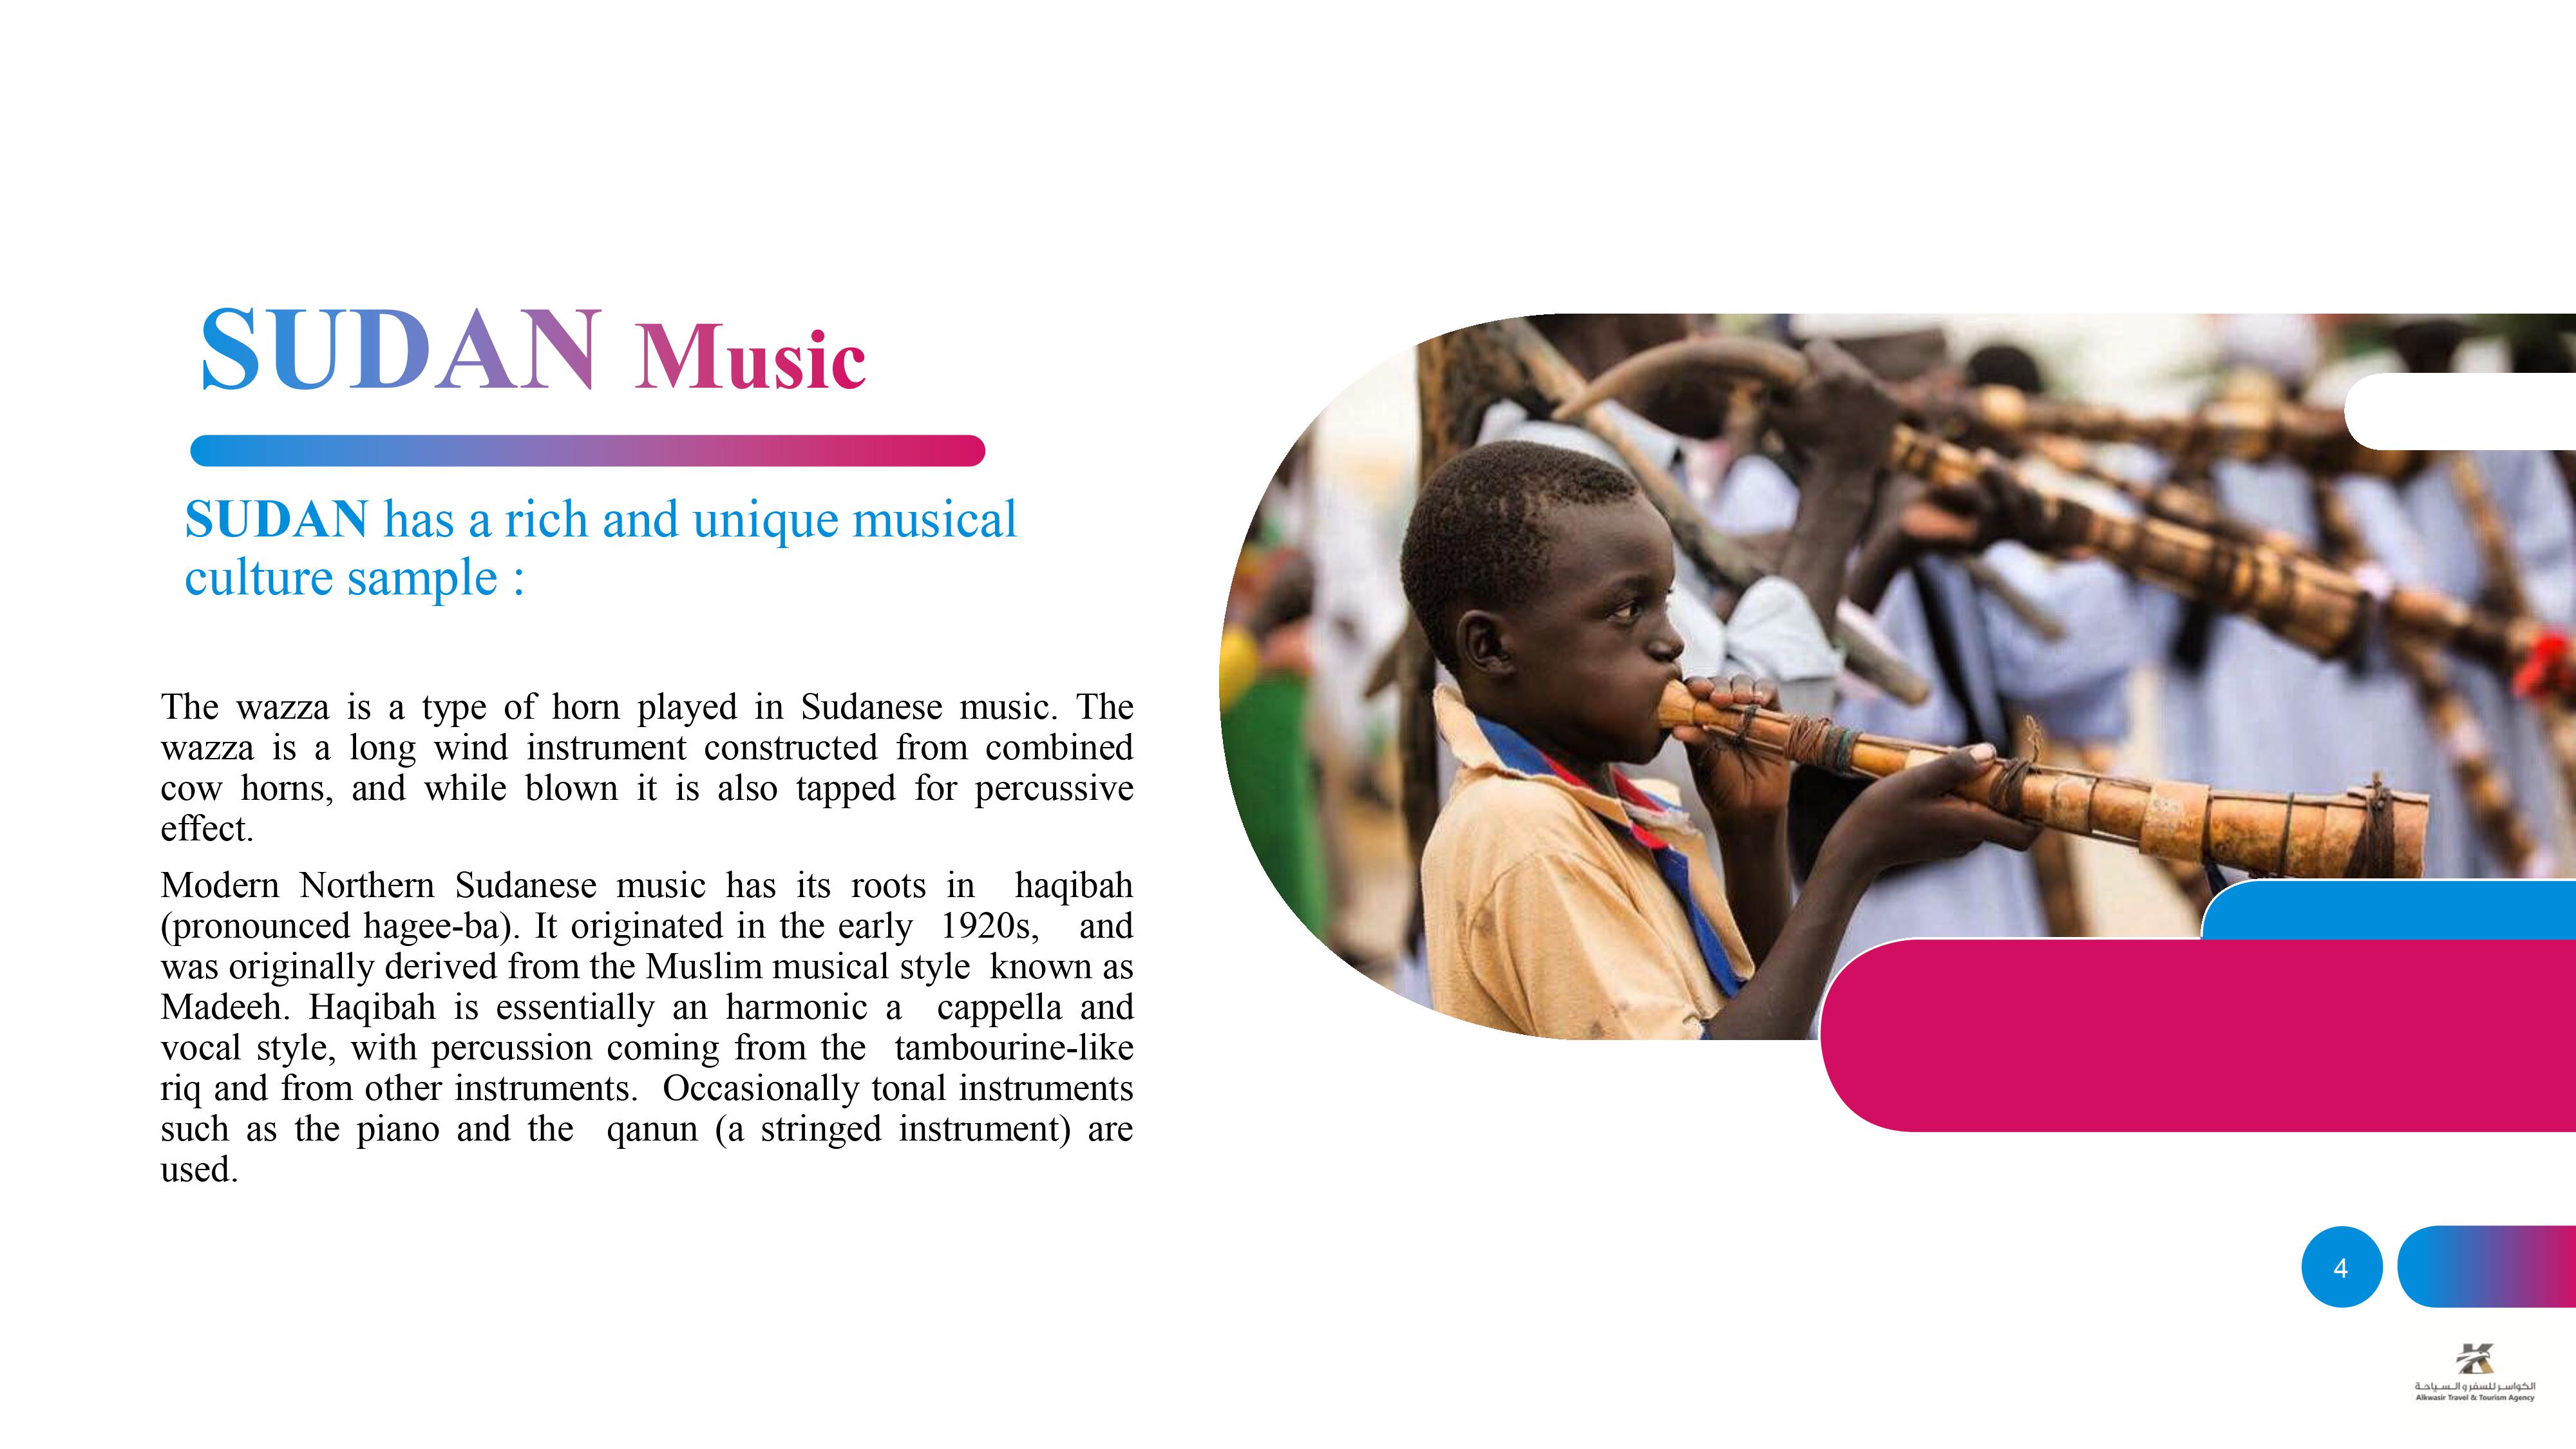 SUDAN Music
SUDAN has a rich and unique musical
culture sample :
The wazza is a type of horn played in Sudanese music. The
wazza is a long wind instrument constructed from combined
cow horns, and while blown it is also tapped for percussive
effect.
Modern Northern Sudanese music has its roots in haqibah
(pronounced hagee-ba). It originated in the early 1920s, and
was originally derived from the Muslim musical style known as
Madeeh. Haqibah is essentially an harmonic a cappella and
vocal style, with percussion coming from the tambourine-like
riq and from other instruments. Occasionally tonal instruments
such as the piano and the qanun (a stringed instrument) are
used.
4
الكواسر للسفر و السياحة
Alkwasir Travel & Tourism Agency